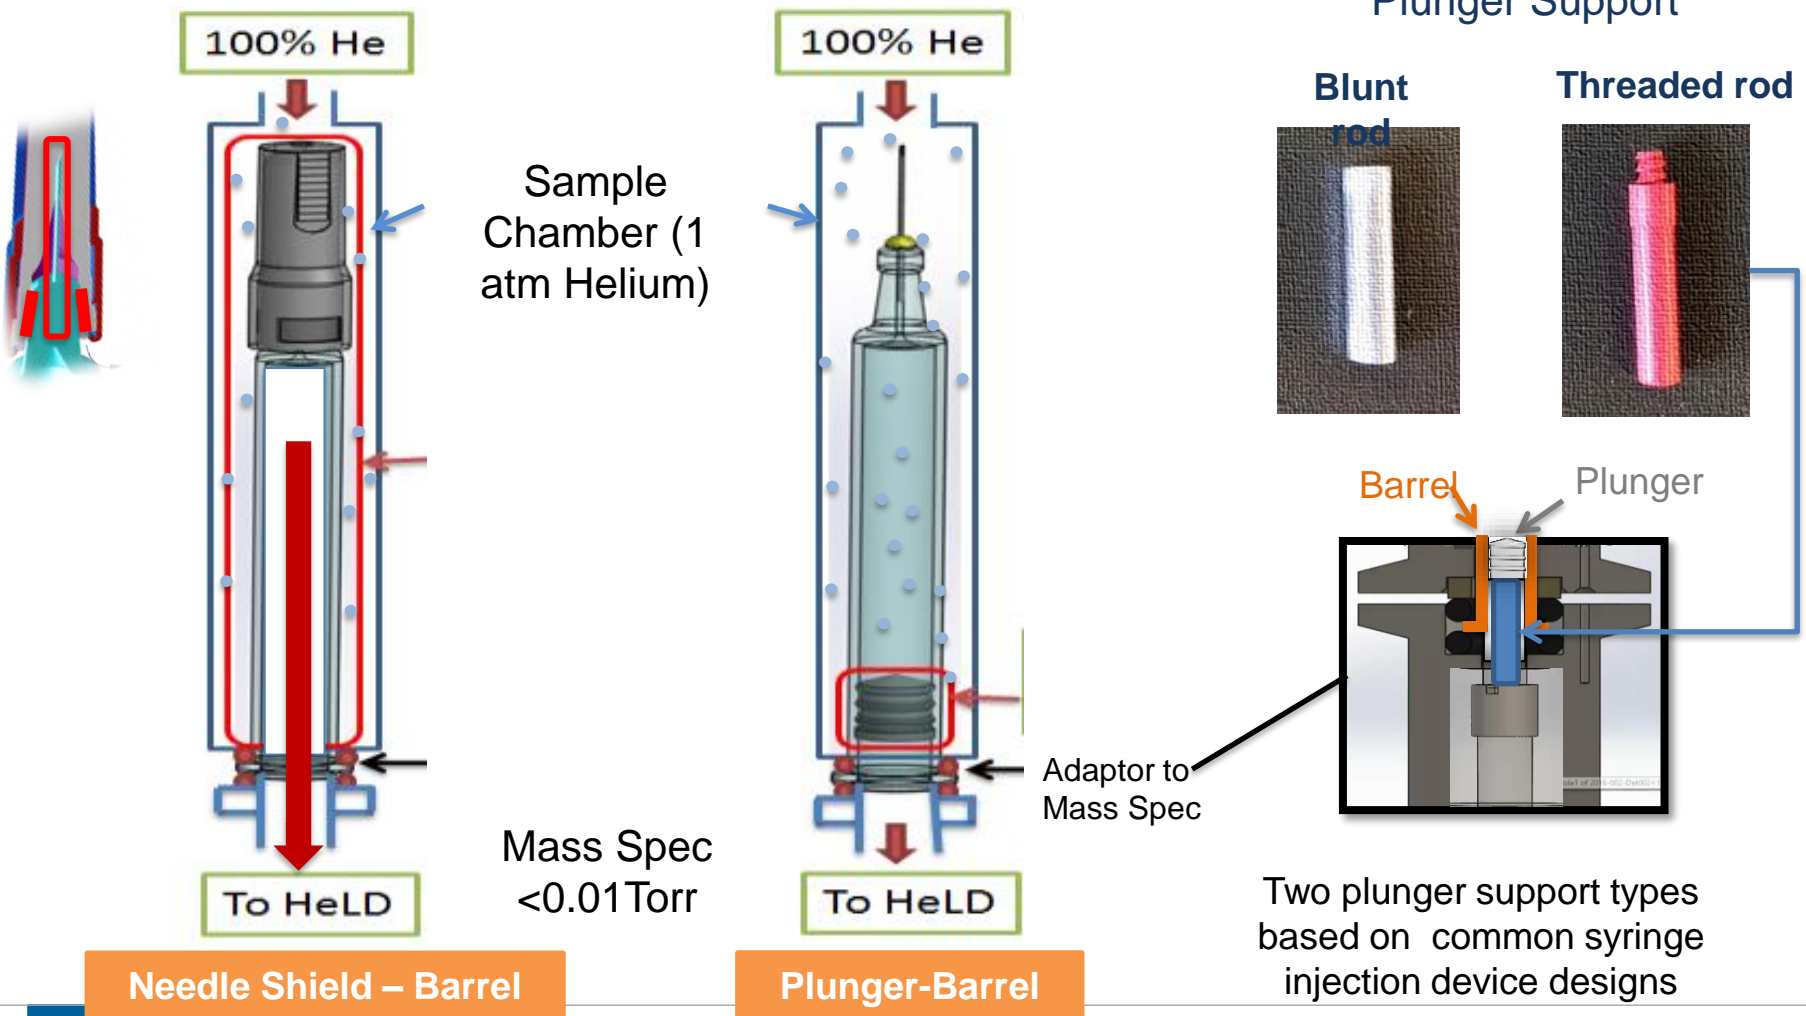 Plunger Support
100% He
100% He
Blunt
rod
Threaded rod
Sample
Chamber (1
atm Helium)
Barrel
Plunger
Adaptor to
Mass Spec
Mass Spec
<0.01Torr
To HeLD
To HeLD
Two plunger support types
based on common syringe
injection device designs
Needle Shield – Barrel
Plunger-Barrel